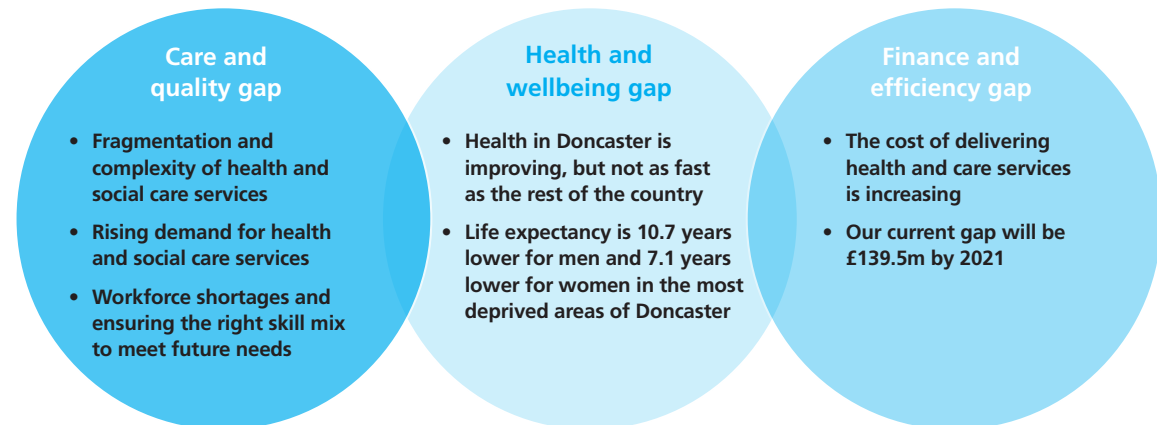 Care and
quality gap
• Fragmentation and
complexity of health and
social care services
• Rising demand for health
and social care services
• Workforce shortages and
ensuring the right skill mix
to meet future needs
Health and
wellbeing gap
• Health in Doncaster is
improving, but not as fast
as the rest of the country
• Life expectancy is 10.7 years
lower for men and 7.1 years
lower for women in the most
deprived areas of Doncaster
Finance and
efficiency gap
• The cost of delivering
health and care services
is increasing
• Our current gap will be
£139.5m by 2021